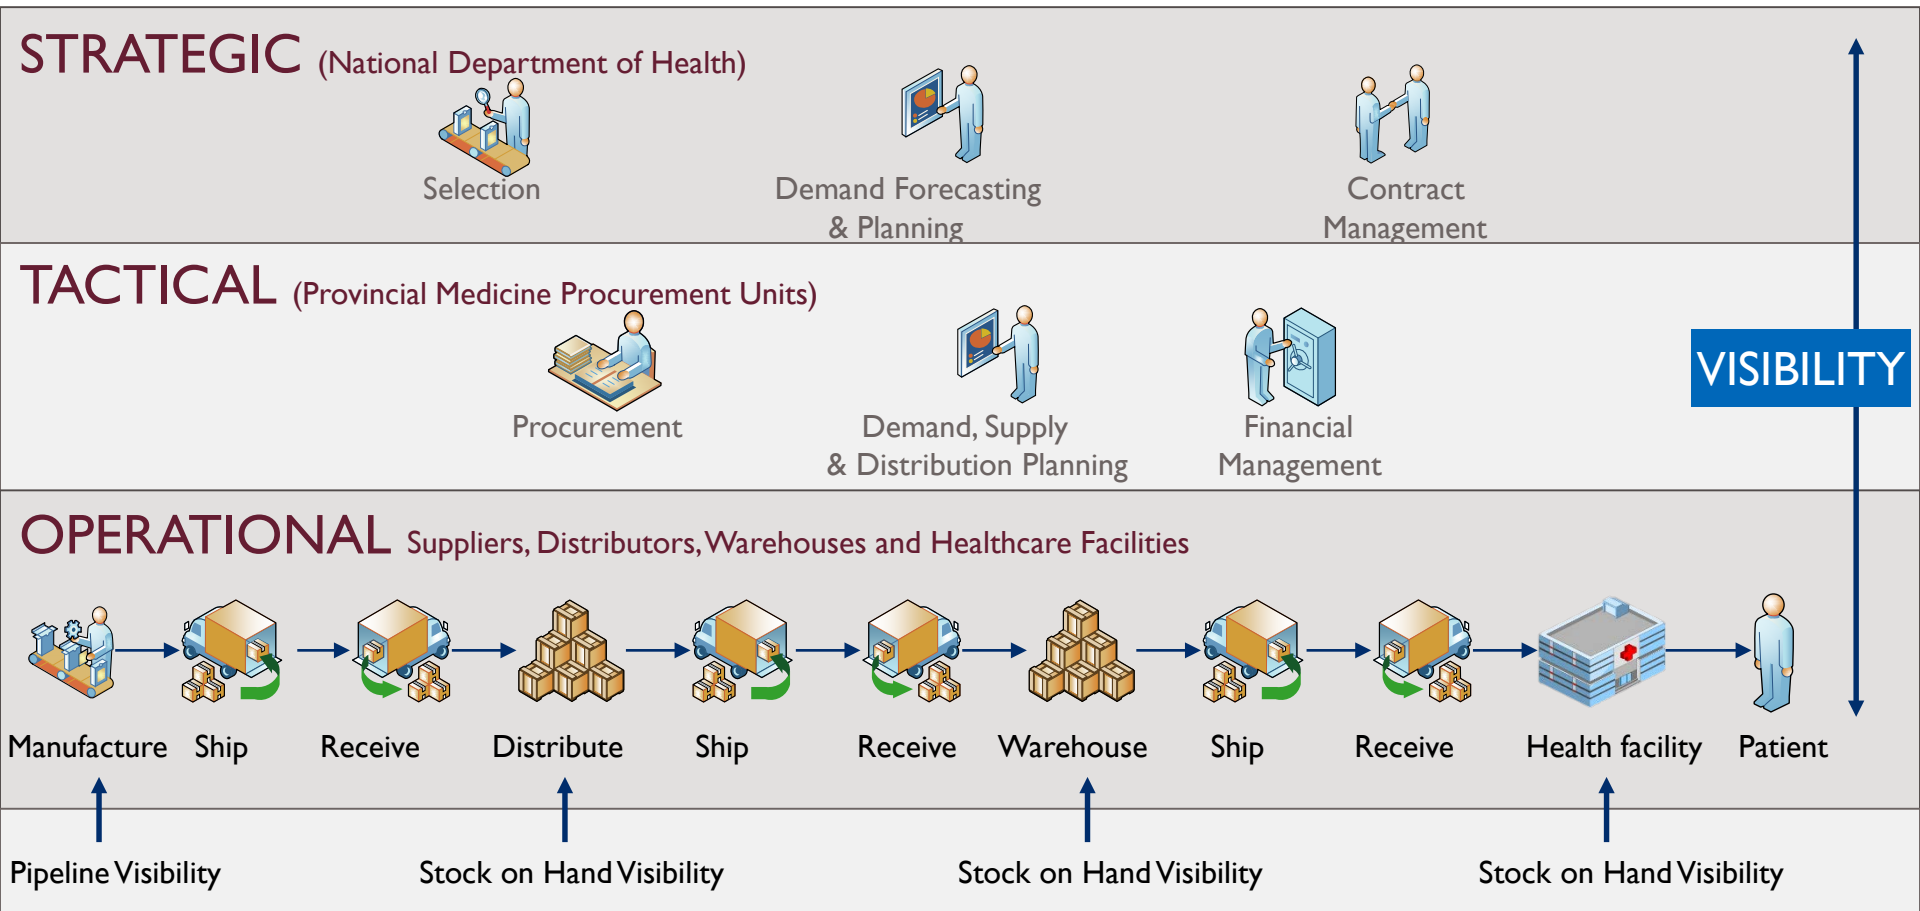 STRATEGIC (National Department of Health)
Selection
Demand Forecasting
& Planning
Contract
Management
TACTICAL (Provincial Medicine Procurement Units)
VISIBILITY
Procurement
Demand, Supply
& Distribution Planning
Financial
Management
OPERATIONAL Suppliers, Distributors, Warehouses and Healthcare Facilities
Manufacture Ship Receive Distribute Ship Receive Warehouse Ship Receive Health facility Patient
Pipeline Visibility Stock on Hand Visibility Stock on Hand Visibility Stock on Hand Visibility